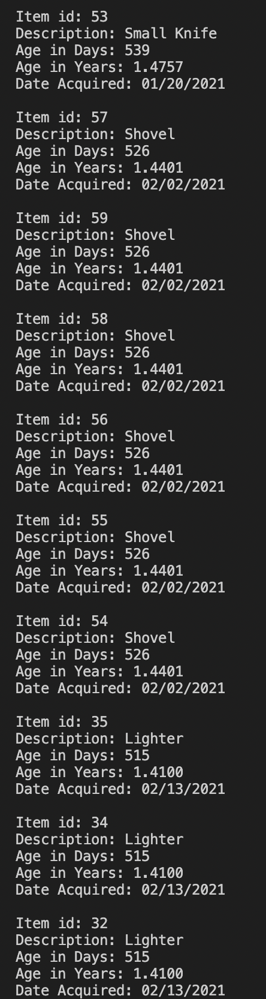 Item id: 53
Description: Small Knife
Age in Days: 539
Age in Years: 1.4757
Date Acquired: 01/20/2021

Item id: 57
Description: Shovel
Age in Days: 526
Age in Years: 1.4401
Date Acquired: 02/02/2021

Item id: 59
Description: Shovel
Age in Days: 526
Age in Years: 1.4401
Date Acquired: 02/02/2021

Item id: 58
Description: Shovel
Age in Days: 526
Age in Years: 1.4401
Date Acquired: 02/02/2021

Item id: 56
Description: Shovel
Age in Days: 526
Age in Years: 1.4401
Date Acquired: 02/02/2021

Item id: 55
Description: Shovel
Age in Days: 526
Age in Years: 1.4401
Date Acquired: 02/02/2021

Item id: 54
Description: Shovel
Age in Days: 526
Age in Years: 1.4401
Date Acquired: 02/02/2021

Item id: 35
Description: Lighter
Age in Days: 515
Age in Years: 1.4100
Date Acquired: 02/13/2021

Item id: 34
Description: Lighter
Age in Days: 515
Age in Years: 1.4100
Date Acquired: 02/13/2021

Item id: 32
Description: Lighter
Age in Days: 515
Age in Years: 1.4100
Date Acquired: 02/13/2021